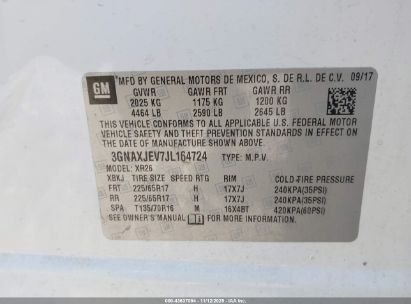 GM
MFD BY GENERAL MOTORS DE MEXICO, S. DE R.L. DE C.V. 09/17
GVWR GAWR FRT GAWR RR
2025 KG 1175 KG 1200 KG
4464 LB 2590 LB 2645 LB
THIS VEHICLE CONFORMS TO ALL APPLICABLE U.S. FEDERAL MOTOR
VEHICLE SAFETY AND THEFT PREVENTION STANDARDS IN EFFECT ON
THE DATE OF MANUFACTURE SHOWN ABOVE.
3GNAXJEV7JL164724 TYPE: M.P.V.
MODEL: XR26
XBKJ TIRE SIZE SPEED RTG RIM COLD TIRE PRESSURE
FRT 225/65R17 H 17X7J 240KPA(35PSI)
RR 225/65R17 H 17X7J 240KPA(35PSI)
SPA T135/70R16 M 16X4BT 420KPA(60PSI)
SEE OWNER'S MANUAL FOR MORE INFORMATION.